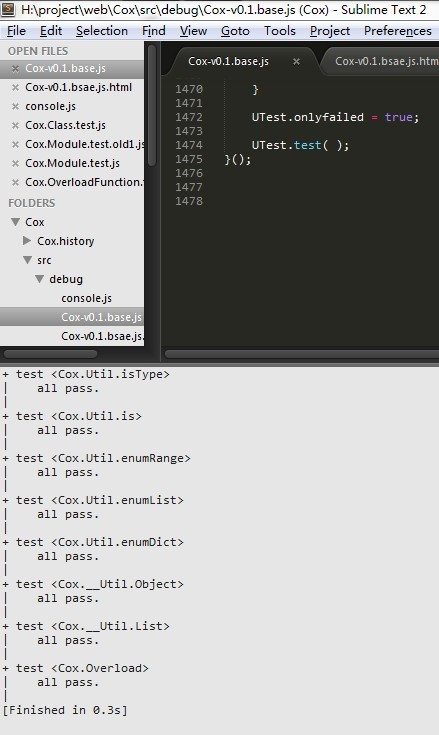 H:\project\web\Cox\src\debug\Cox-v0.1.base.js (Cox) - Sublime Text 2
File Edit Selection Find View Goto Tools Project Preferences
OPEN FILES
Cox-v0.1.base.js
Cox-v0.1.bsae.js.html
console.js
Cox.Class.test.js
Cox.Module.test.old1.js
Cox.Module.test.js
Cox.OverloadFunction.
FOLDERS
Cox
Cox.history
src
debug
console.js
Cox-v0.1.base.js
Cox-v0.1.bsae.js.
Cox-v0.1.base.js × Cox-v0.1.bsae.js.htm
1470 }
1471
1472 UTest.onlyfailed = true;
1473
1474 UTest.test( );
1475 }();
1476
1477
1478
+ test <Cox.Util.isType>
| all pass.
|
+ test <Cox.Util.is>
| all pass.
|
+ test <Cox.Util.enumRange>
| all pass.
|
+ test <Cox.Util.enumList>
| all pass.
|
+ test <Cox.Util.enumDict>
| all pass.
|
+ test <Cox.__Util.Object>
| all pass.
|
+ test <Cox.__Util.List>
| all pass.
|
+ test <Cox.Overload>
| all pass.
|
[Finished in 0.3s]